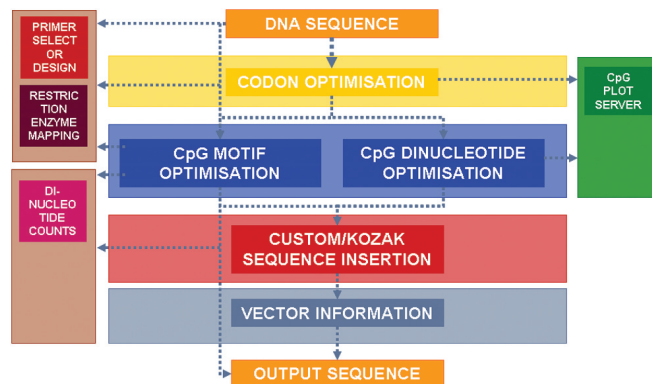 DNA SEQUENCE
PRIMER
SELECT
OR
DESIGN
RESTRIC
TION
ENZYME
MAPPING
CODON OPTIMISATION
CpG
PLOT
SERVER
CpG MOTIF
OPTIMISATION
CpG DINUCLEOTIDE
OPTIMISATION
DI-
NUCLEO
TIDE
COUNTS
CUSTOM/KOZAK
SEQUENCE INSERTION
VECTOR INFORMATION
OUTPUT SEQUENCE